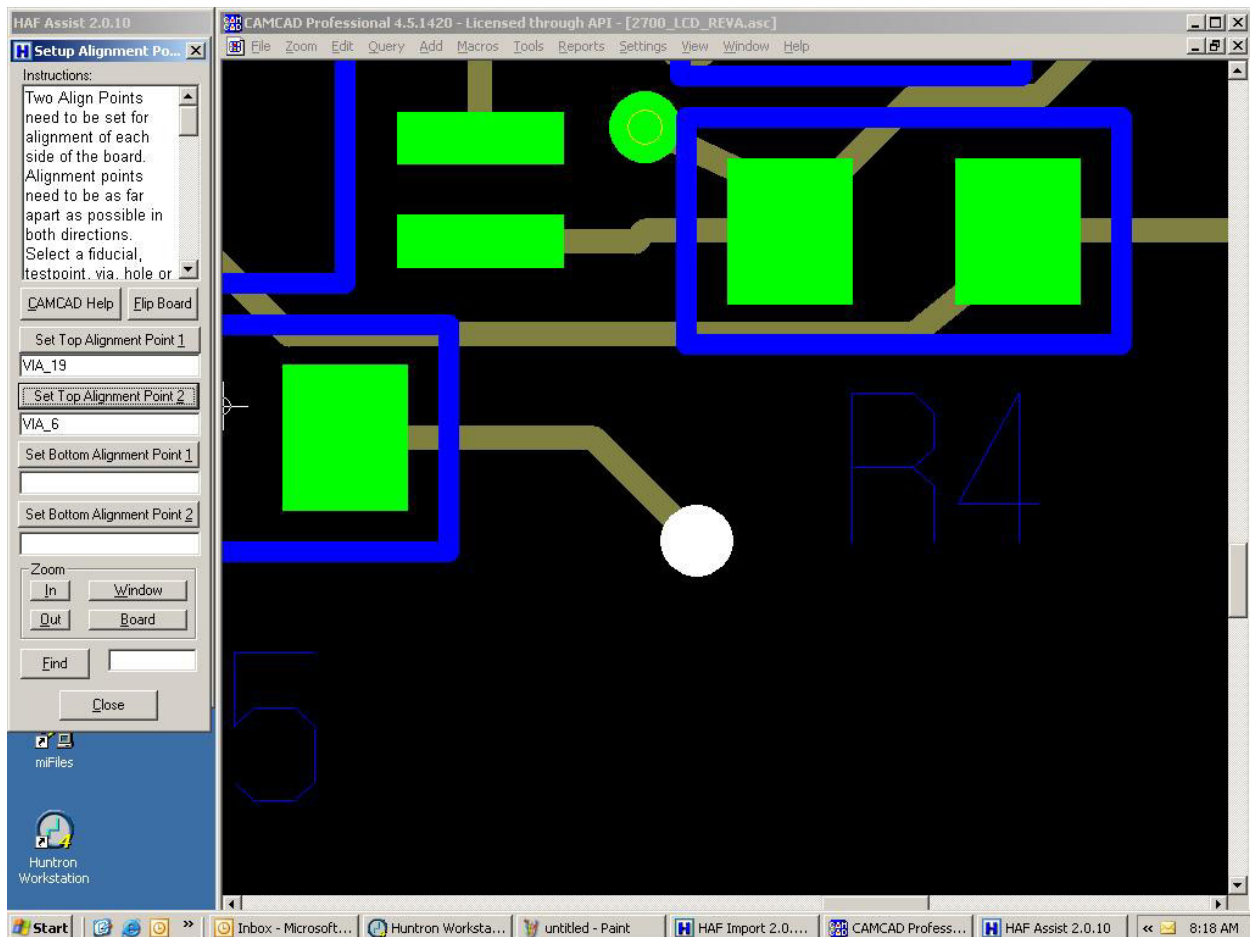 HAF Assist 2.0.10
CAMCAD Professional 4.5.1420 - Licensed through API - [2700_LCD_REVA.asc]
Setup Alignment Po...
File Zoom Edit Query Add Macros Tools Reports Settings View Window Help
Instructions:
Two Align Points
need to be set for
alignment of each
side of the board.
Alignment points
need to be as far
apart as possible in
both directions.
Select a fiducial,
testpoint, via, hole or
CAMCAD Help
Flip Board
Set Top Alignment Point 1
VIA_19
Set Top Alignment Point 2
VIA_6
Set Bottom Alignment Point 1
Set Bottom Alignment Point 2
Zoom
In
Window
Out
Board
Find
Close
R4
5
miFiles
Huntron
Workstation
Start
»
Inbox - Microsoft...
Huntron Worksta...
untitled - Paint
HAF Import 2.0....
CAMCAD Profess...
HAF Assist 2.0.10
«
8:18 AM